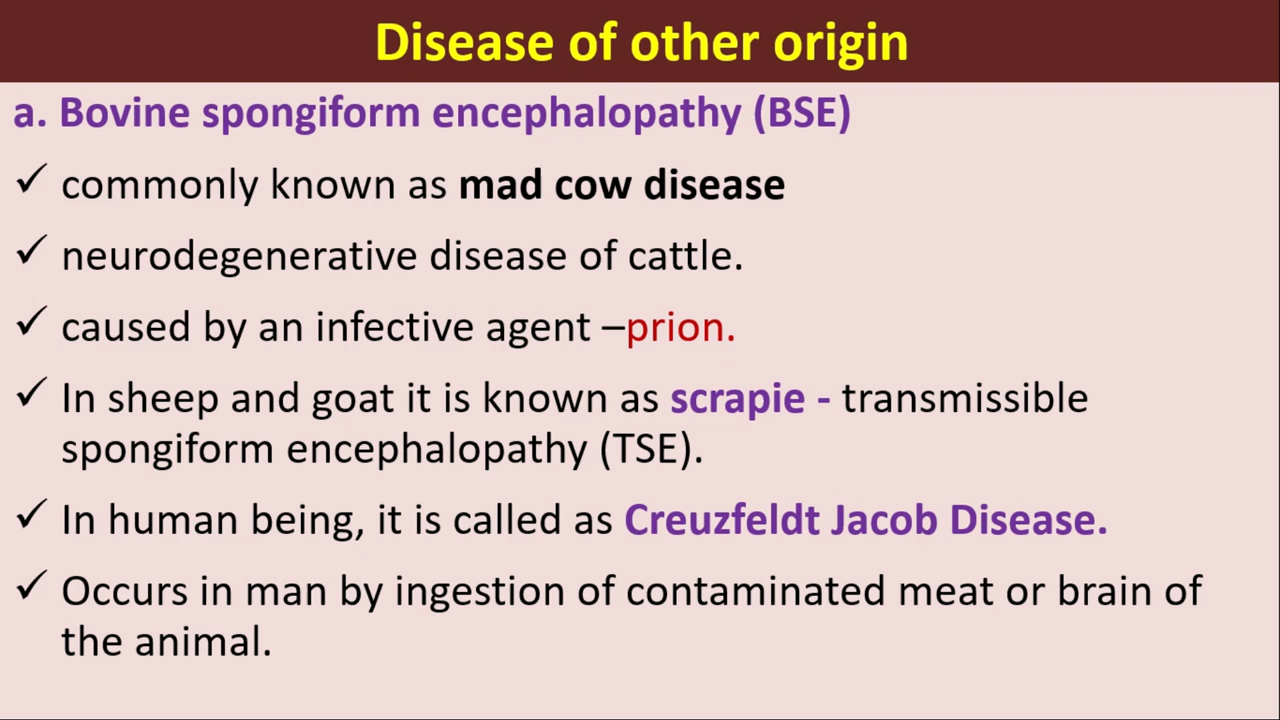 Disease of other origin
a. Bovine spongiform encephalopathy (BSE)
✓ commonly known as mad cow disease
✓ neurodegenerative disease of cattle.
✓ caused by an infective agent –prion.
✓ In sheep and goat it is known as scrapie - transmissible
spongiform encephalopathy (TSE).
✓ In human being, it is called as Creuzfeldt Jacob Disease.
✓ Occurs in man by ingestion of contaminated meat or brain of
the animal.